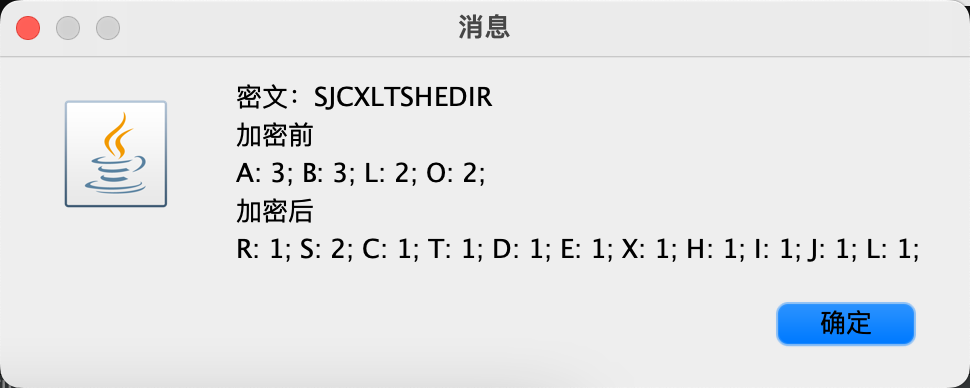 消息
密文：SJCXLTSHEDIR
加密前
A: 3; B: 3; L: 2; O: 2;
加密后
R: 1; S: 2; C: 1; T: 1; D: 1; E: 1; X: 1; H: 1; I: 1; J: 1; L: 1;
确定